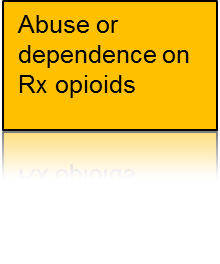 Abuse or
dependence on
Rx opioids